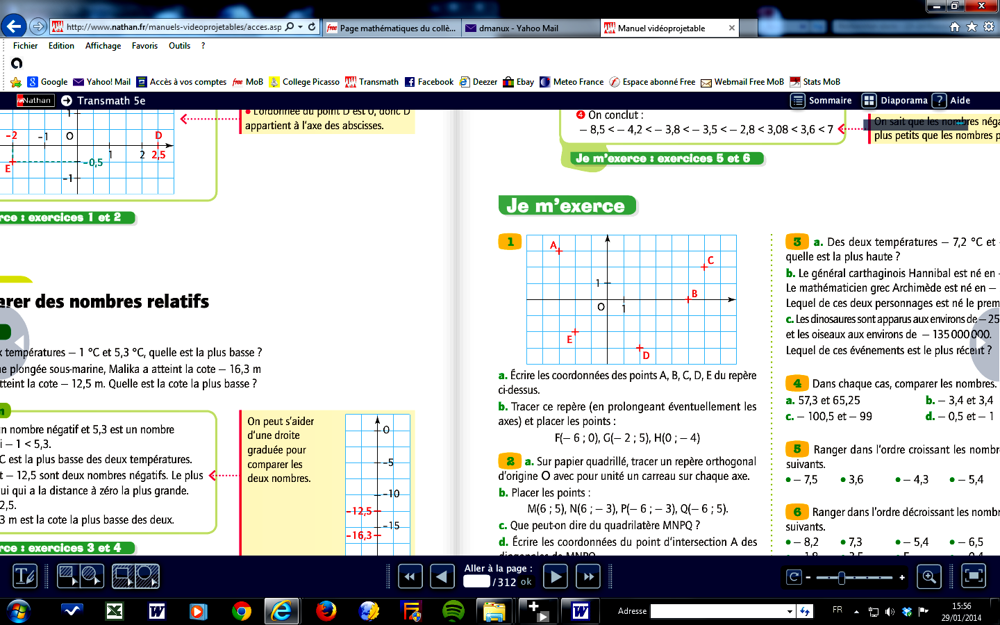 http://www.nathan.fr/manuels-videoprojetables/acces.asp
Page mathématiques du collè...
dmanux - Yahoo Mail
Manuel vidéoprojetable
Fichier Edition Affichage Favoris Outils ?
Google Yahoo! Mail Accès à vos comptes MoB College Picasso Transmath Facebook Deezer Ebay Meteo France Espace abonné Free Webmail Free MoB Stats MoB
Nathan Transmath 5e Sommaire Diaporama ? Aide
1
-2 -1 O D
1 2 2,5
E -0,5
-1
L'ordonnée du point D est 0, donc D
appartient à l'axe des abscisses.
rce : exercices 1 et 2
arer des nombres relatifs
x températures – 1 °C et 5,3 °C, quelle est la plus basse ?
ne plongée sous-marine, Malika a atteint la cote – 16,3 m
tteint la cote – 12,5 m. Quelle est la cote la plus basse ?
n
un nombre négatif et 5,3 est un nombre
i – 1 < 5,3.
C est la plus basse des deux températures.
t – 12,5 sont deux nombres négatifs. Le plus
ui qui a la distance à zéro la plus grande.
2,5.
3 m est la cote la plus basse des deux.
rce : exercices 3 et 4
On peut s'aider
d'une droite
graduée pour
comparer les
deux nombres.
0
-5
-10
-12,5
-15
-16,3
4 On conclut :
– 8,5 < – 4,2 < – 3,8 < – 3,5 < – 2,8 < 3,08 < 3,6 < 7
On sait que les nombres néga
plus petits que les nombres p
Je m'exerce : exercices 5 et 6
Je m'exerce
1
A
C
1
B
O 1
E
D
a. Écrire les coordonnées des points A, B, C, D, E du repère
ci-dessus.
b. Tracer ce repère (en prolongeant éventuellement les
axes) et placer les points :
F(– 6 ; 0), G(– 2 ; 5), H(0 ; – 4)
2 a. Sur papier quadrillé, tracer un repère orthogonal
d'origine O avec pour unité un carreau sur chaque axe.
b. Placer les points :
M(6 ; 5), N(6 ; – 3), P(– 6 ; – 3), Q(– 6 ; 5).
c. Que peut-on dire du quadrilatère MNPQ ?
d. Écrire les coordonnées du point d'intersection A des
diagonales de MNPQ
3 a. Des deux températures – 7,2 °C et
quelle est la plus haute ?
b. Le général carthaginois Hannibal est né en –
Le mathématicien grec Archimède est né en –
Lequel de ces deux personnages est né le prem
c. Les dinosaures sont apparus aux environs de – 25
et les oiseaux aux environs de – 135 000 000.
Lequel de ces événements est le plus récent ?
4 Dans chaque cas, comparer les nombres.
a. 57,3 et 65,25 b. – 3,4 et 3,4
c. – 100,5 et – 99 d. – 0,5 et – 1
5 Ranger dans l'ordre croissant les nombr
suivants.
• – 7,5 • 3,6 • – 4,3 • – 5,4
6 Ranger dans l'ordre décroissant les nombr
suivants.
• – 8,2 • 7,3 • – 5,4 • – 6,5
Aller à la page :
/ 312 ok
Adresse
FR
15:56
29/01/2014